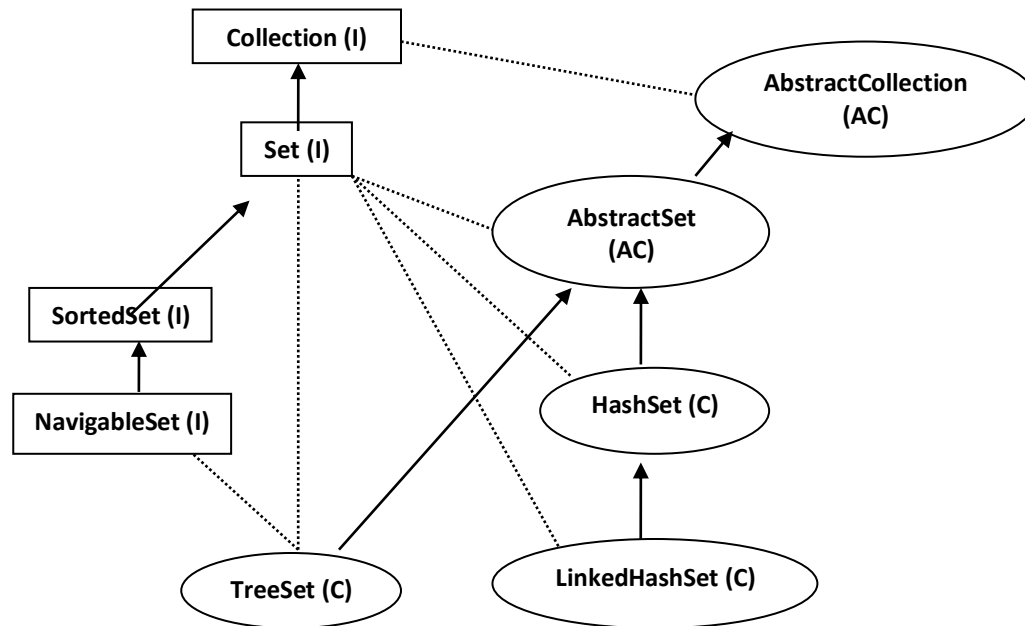 Collection (I)
AbstractCollection
(AC)
Set (I)
AbstractSet
(AC)
SortedSet (I)
NavigableSet (I)
HashSet (C)
TreeSet (C)
LinkedHashSet (C)